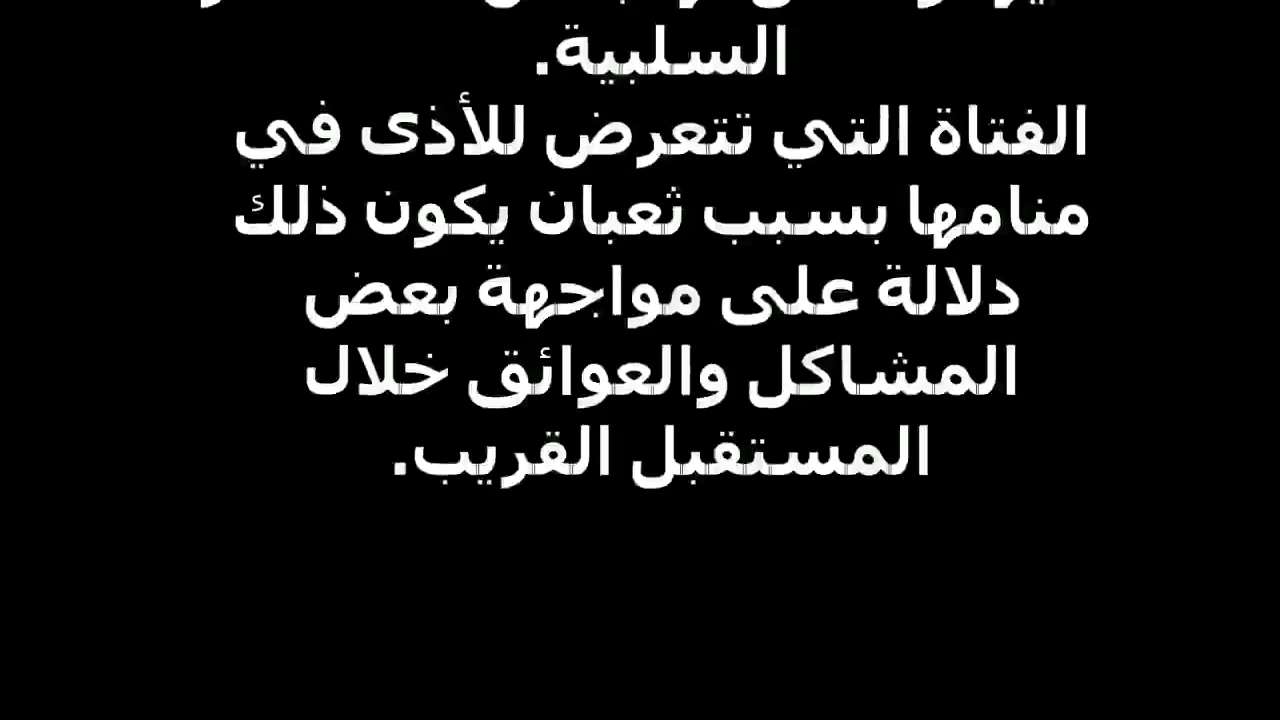 السلبية.
الفتاة التي تتعرض للأذى في
منامها بسبب ثعبان يكون ذلك
دلالة على مواجهة بعض
المشاكل والعوائق خلال
المستقبل القريب.